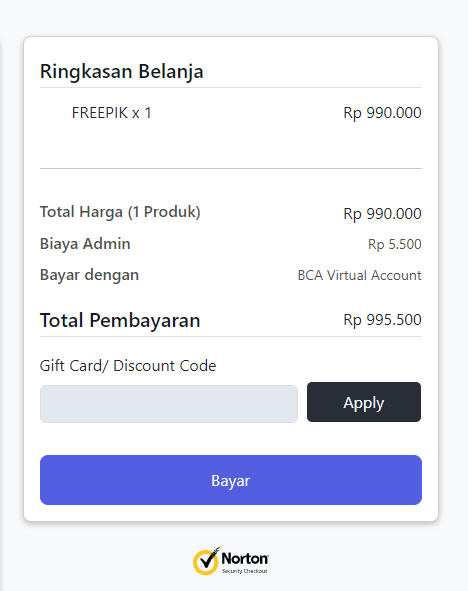 Ringkasan Belanja
FREEPIK x 1 Rp 990.000
Total Harga (1 Produk) Rp 990.000
Biaya Admin Rp 5.500
Bayar dengan BCA Virtual Account
Total Pembayaran Rp 995.500
Gift Card/ Discount Code
Apply
Bayar
Norton
Security Checkout